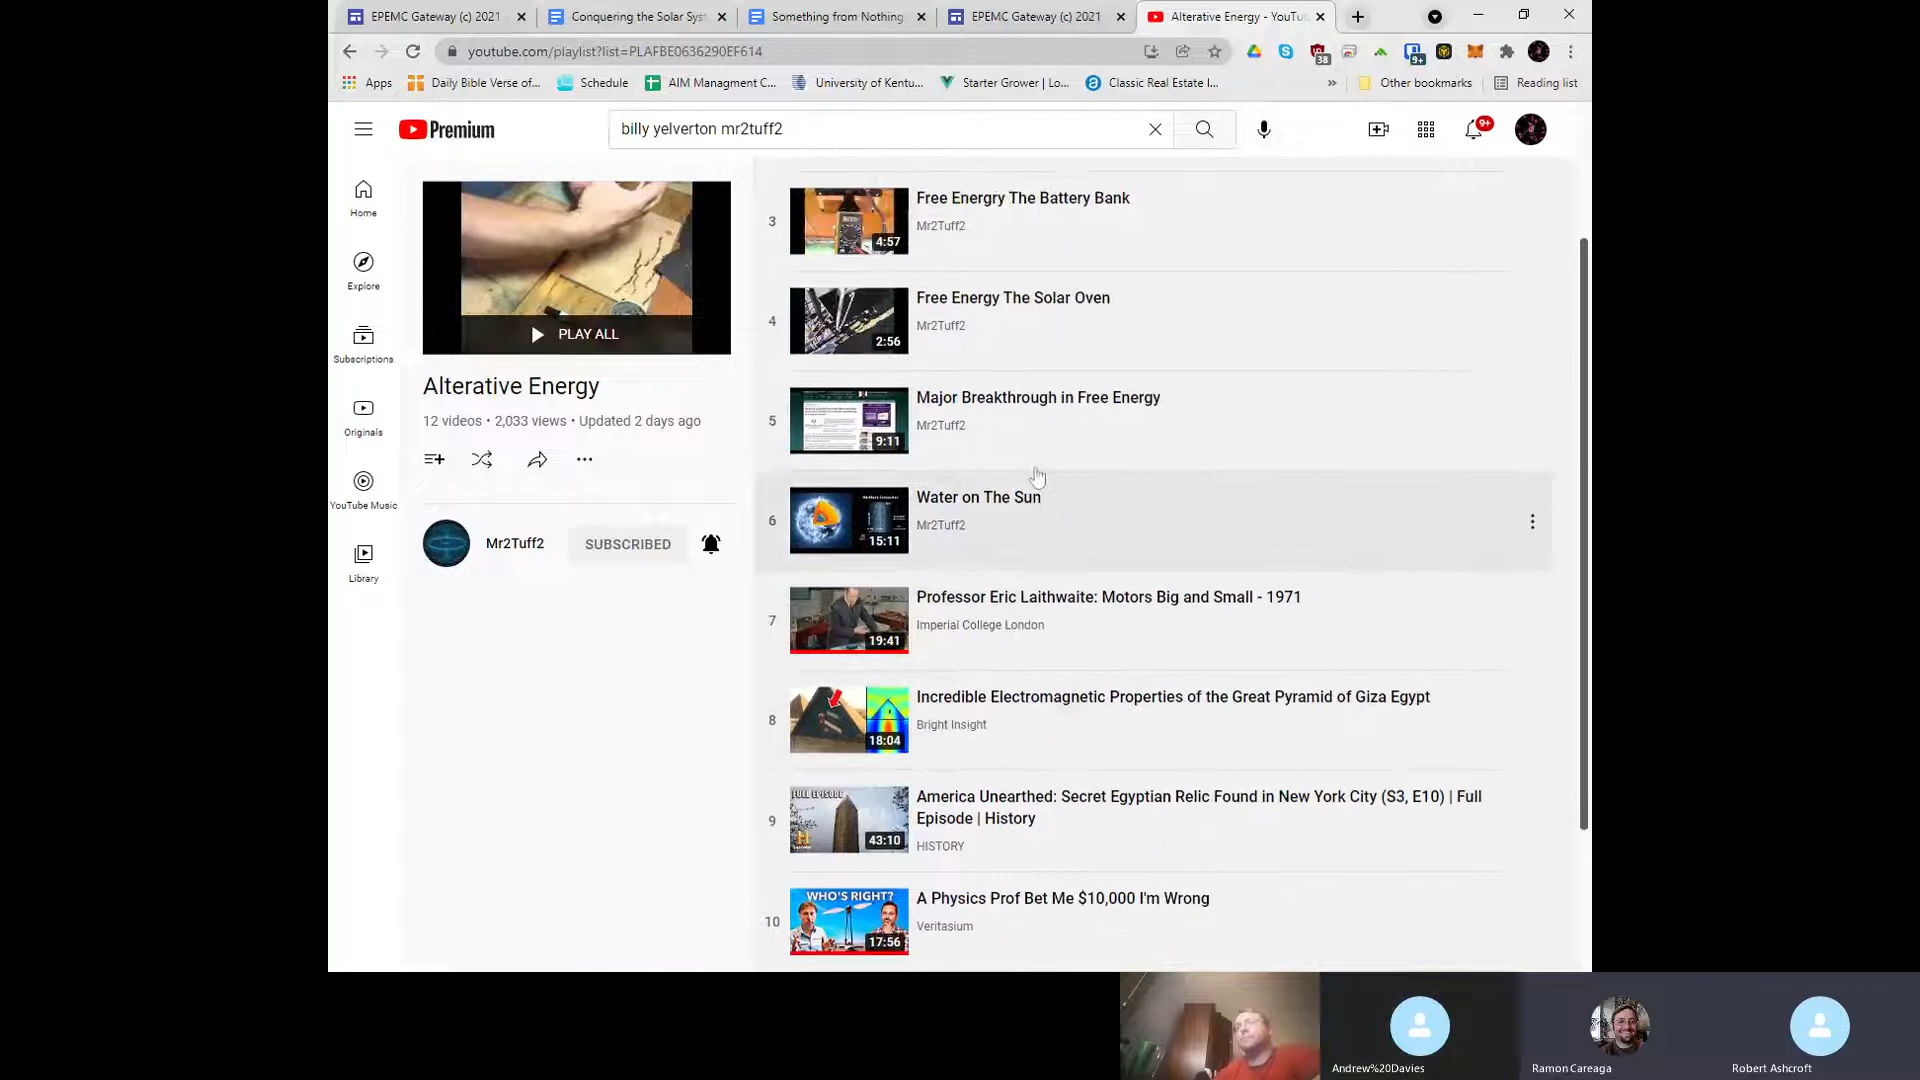 EPEMC Gateway (c) 2021
Conquering the Solar Sys
Something from Nothing
EPEMC Gateway (c) 2021
Alterative Energy - YouTu
youtube.com/playlist?list=PLAFBE0636290EF614
38
9+
Apps
Daily Bible Verse of...
Schedule
AIM Managment C...
University of Kentu...
Starter Grower | Lo...
Classic Real Estate I...
Other bookmarks
Reading list
Premium
billy yelverton mr2tuff2
9+
Home
Explore
Subscriptions
Originals
YouTube Music
Library
PLAY ALL
Alterative Energy
12 videos • 2,033 views • Updated 2 days ago
Mr2Tuff2
SUBSCRIBED
3
4:57
Free Energry The Battery Bank
Mr2Tuff2
4
2:56
Free Energy The Solar Oven
Mr2Tuff2
5
9:11
Major Breakthrough in Free Energy
Mr2Tuff2
6
15:11
Water on The Sun
Mr2Tuff2
7
19:41
Professor Eric Laithwaite: Motors Big and Small - 1971
Imperial College London
8
18:04
Incredible Electromagnetic Properties of the Great Pyramid of Giza Egypt
Bright Insight
9
FULL EPISODE
H
43:10
America Unearthed: Secret Egyptian Relic Found in New York City (S3, E10) | Full
Episode | History
HISTORY
10
WHO'S RIGHT?
17:56
A Physics Prof Bet Me $10,000 I'm Wrong
Veritasium
Andrew%20Davies
Ramon Careaga
Robert Ashcroft